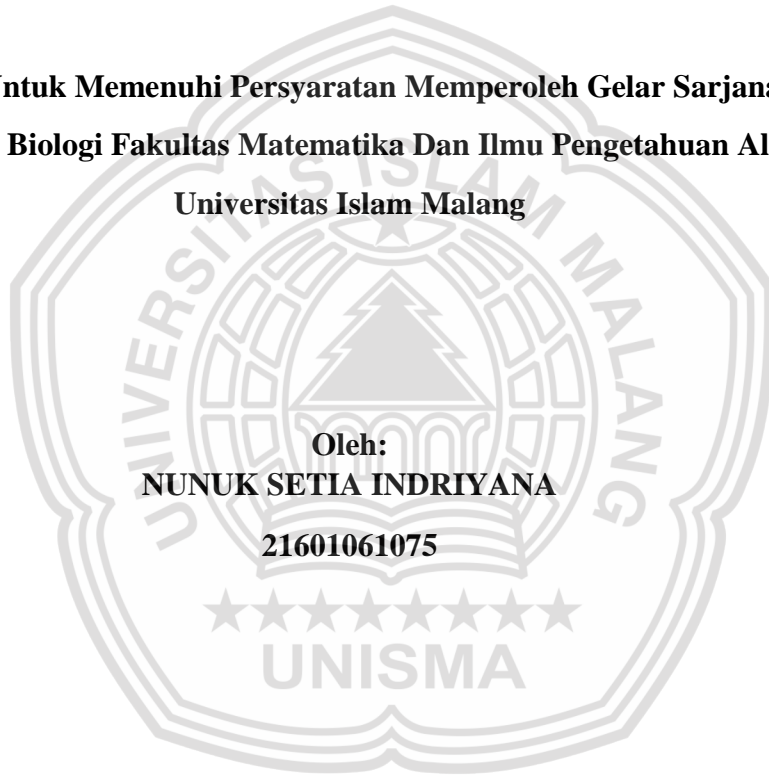 Untuk Memenuhi Persyaratan Memperoleh Gelar Sarjana
Biologi Fakultas Matematika Dan Ilmu Pengetahuan
Universitas Islam Malang
UNIVERSITAS ISLAM MALANG
Oleh:
NUNUK SETIA INDRIYANA
21601061075
UNISMA